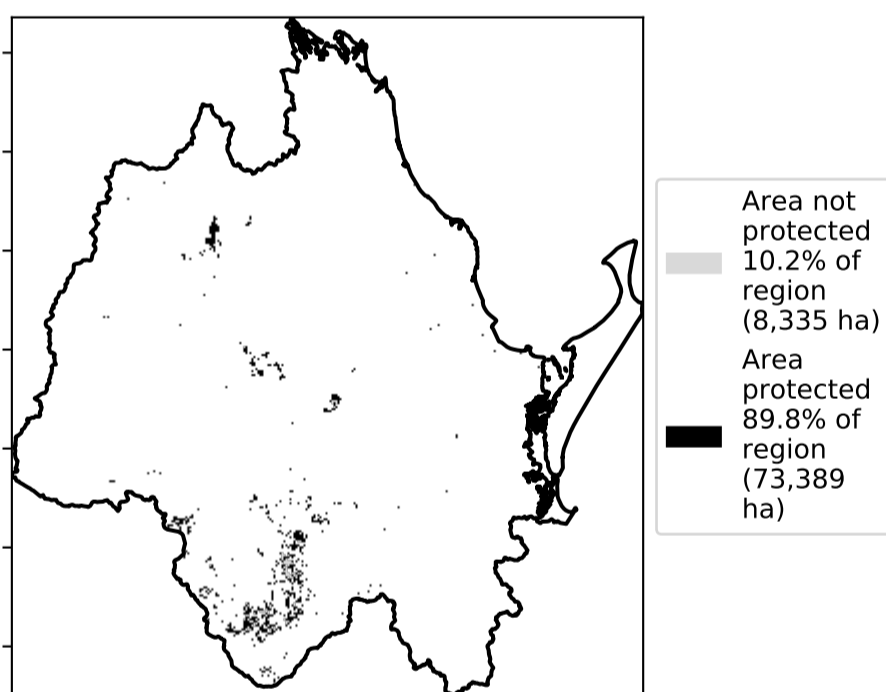 Area not
protected
10.2% of
region
(8,335 ha)
Area
protected
89.8% of
region
(73,389
ha)